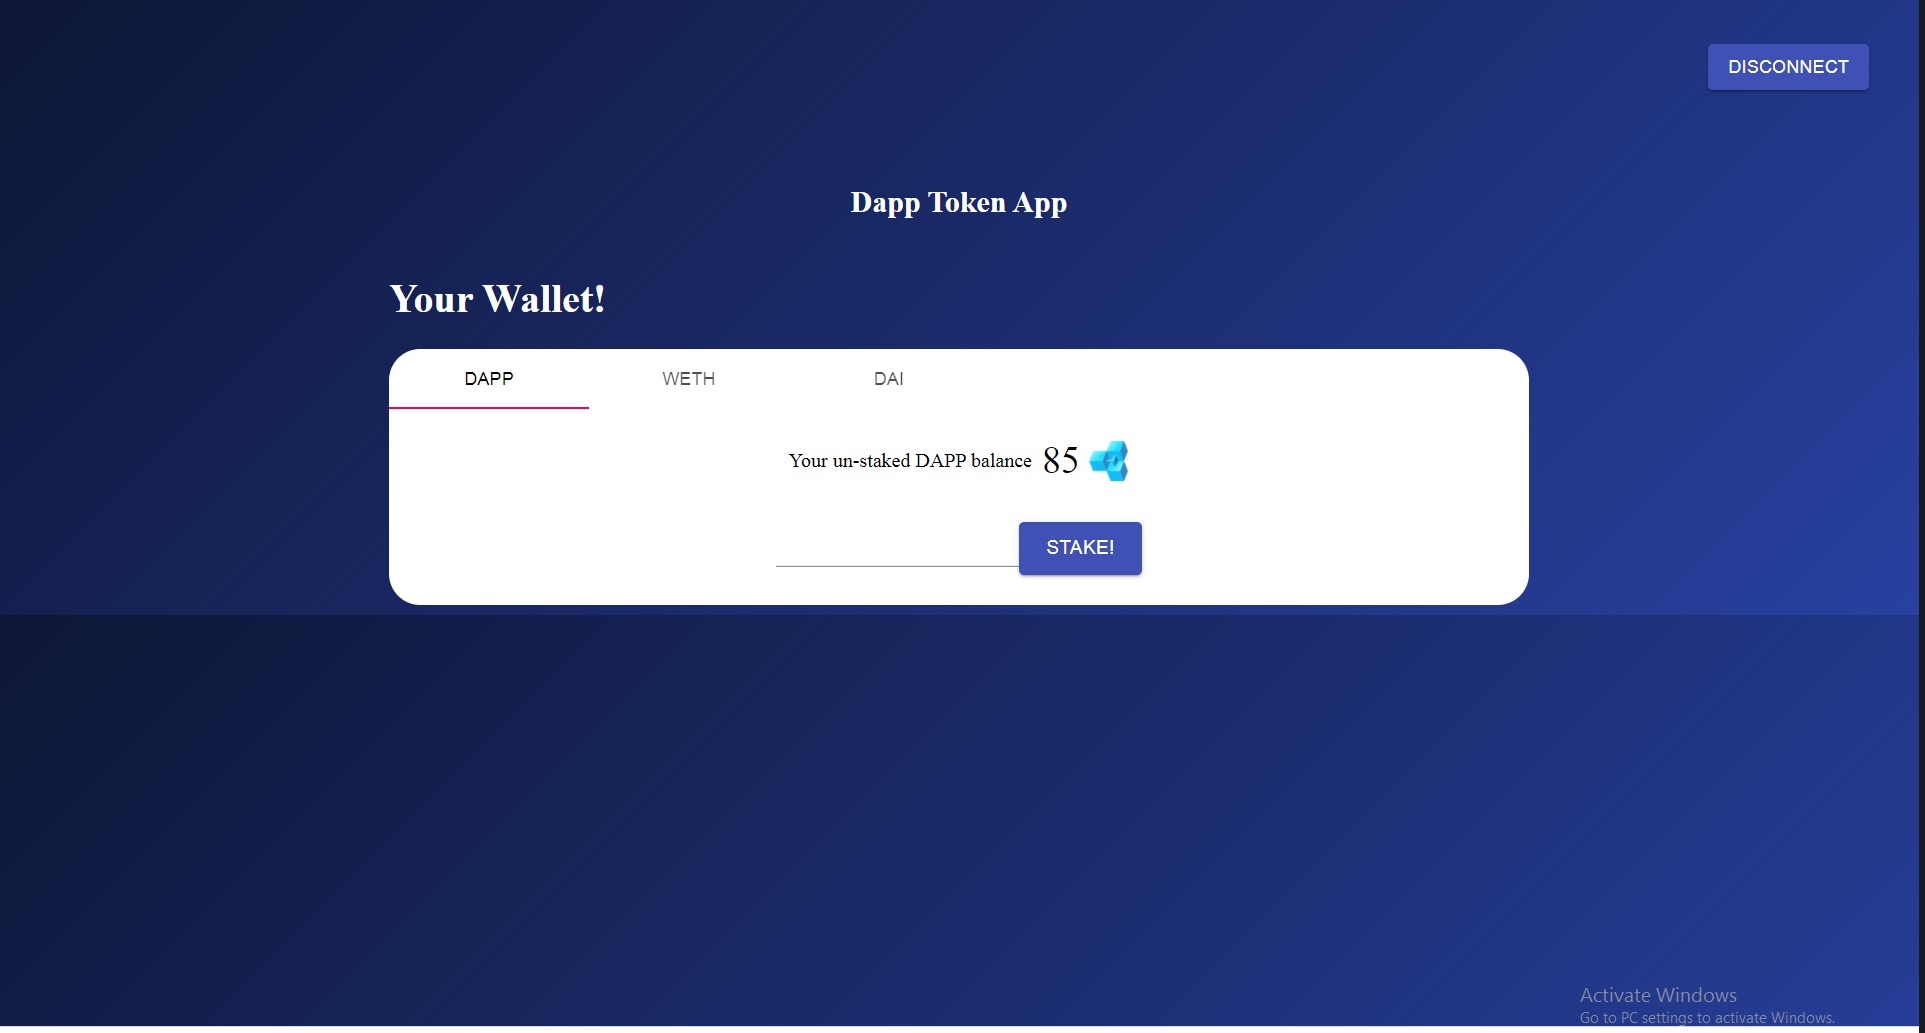 DISCONNECT
Dapp Token App
Your Wallet!
DAPP WETH DAI
Your un-staked DAPP balance 85
STAKE!
Activate Windows
Go to PC settings to activate Windows.